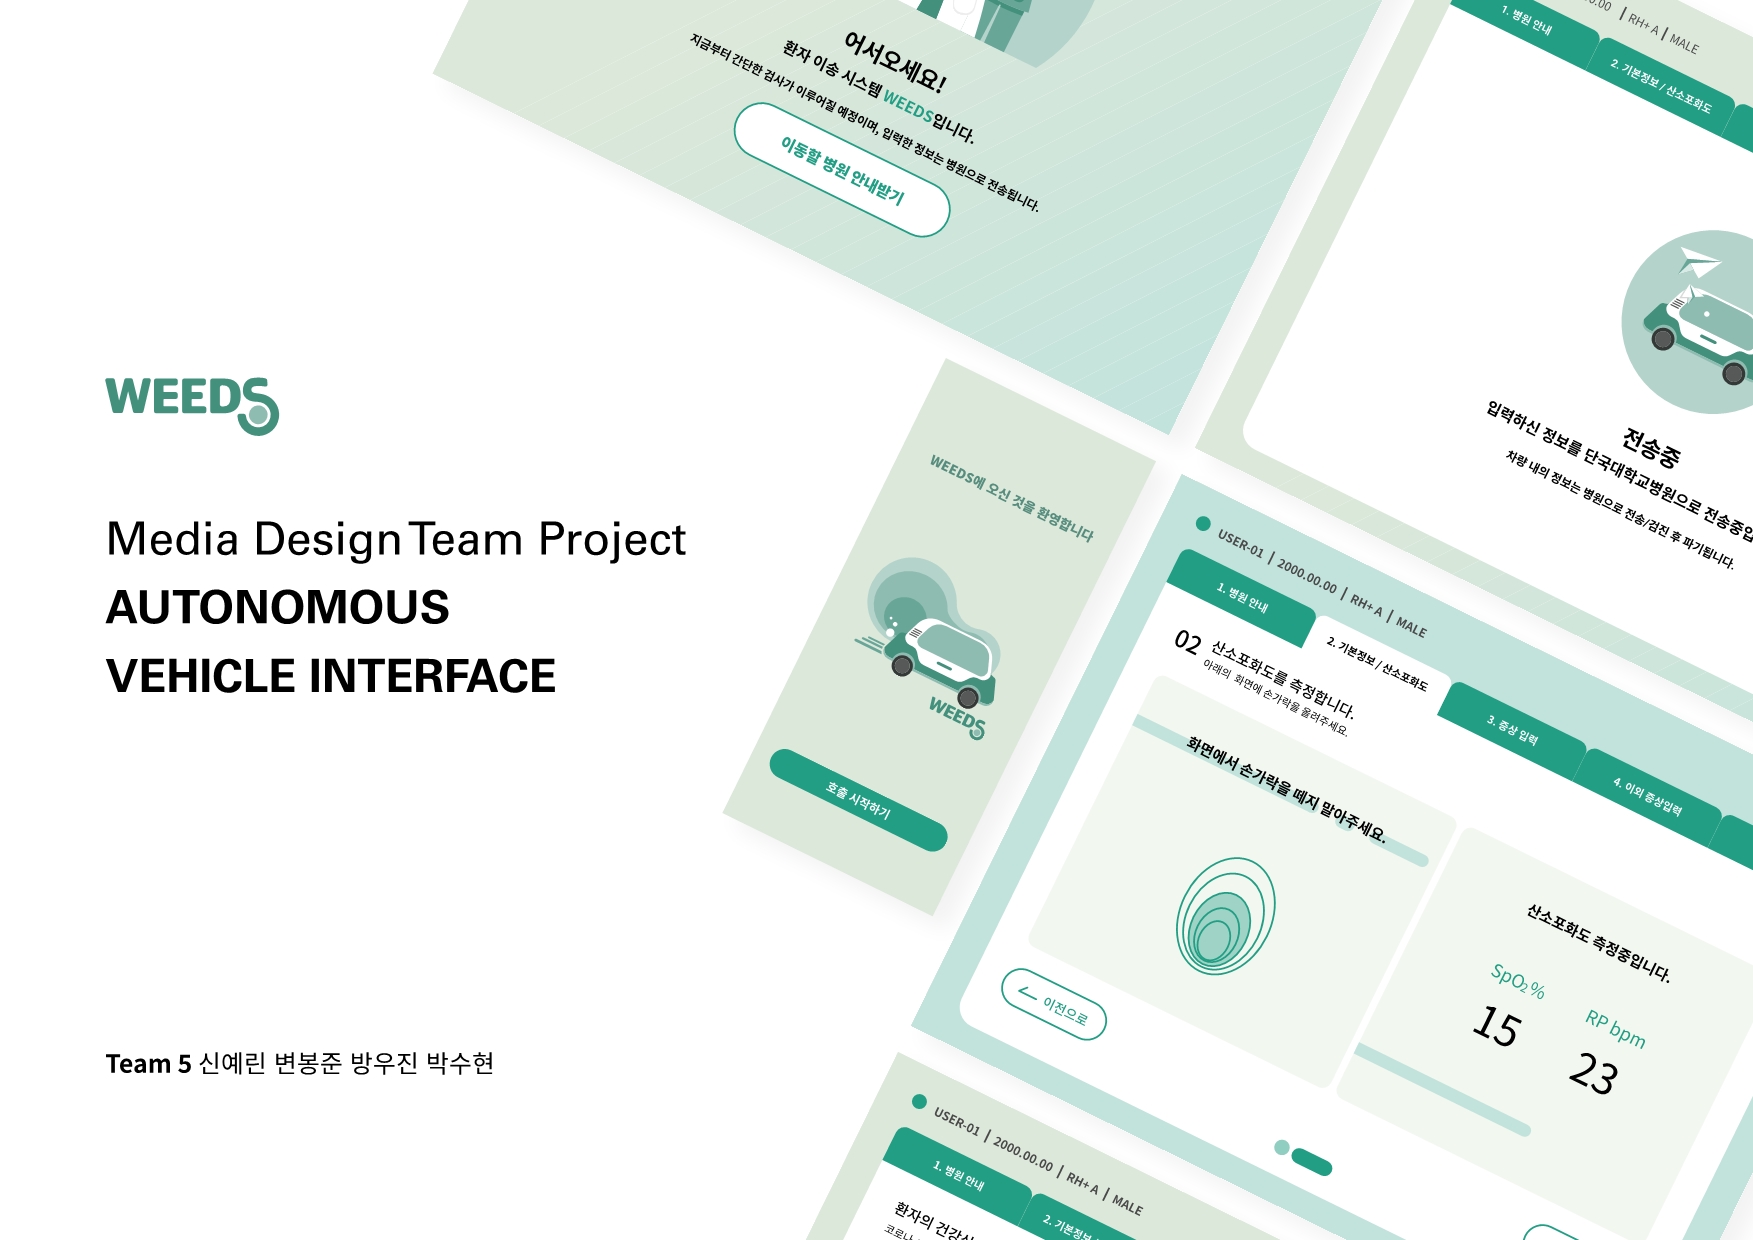 어서오세요!
환자 이송 시스템 WEEDS입니다.
지금부터 간단한 검사가 이루어질 예정이며, 입력한 정보는 병원으로 전송됩니다.
이동할 병원 안내받기
RH+ A | MALE
1. 병원 안내
2. 기본정보 / 산소포화도
전송중
입력하신 정보를 단국대학교병원으로 전송중입
차량 내의 정보는 병원으로 전송/검진 후 파기됩니다.
WEEDS
Media Design Team Project
AUTONOMOUS
VEHICLE INTERFACE
Team 5 신예린 변봉준 방우진 박수현
WEEDS에 오신 것을 환영합니다
WEEDS
호출 시작하기
USER-01 | 2000.00.00 | RH+ A | MALE
1. 병원 안내
2. 기본정보 / 산소포화도
3. 증상 입력
4. 이외 증상입력
02 산소포화도를 측정합니다.
아래의 화면에 손가락을 올려주세요.
화면에서 손가락을 떼지 말아주세요.
이전으로
산소포화도 측정중입니다.
SpO₂%
RP bpm
15
23
USER-01 | 2000.00.00 | RH+ A | MALE
1. 병원 안내
2. 기본정보
환자의